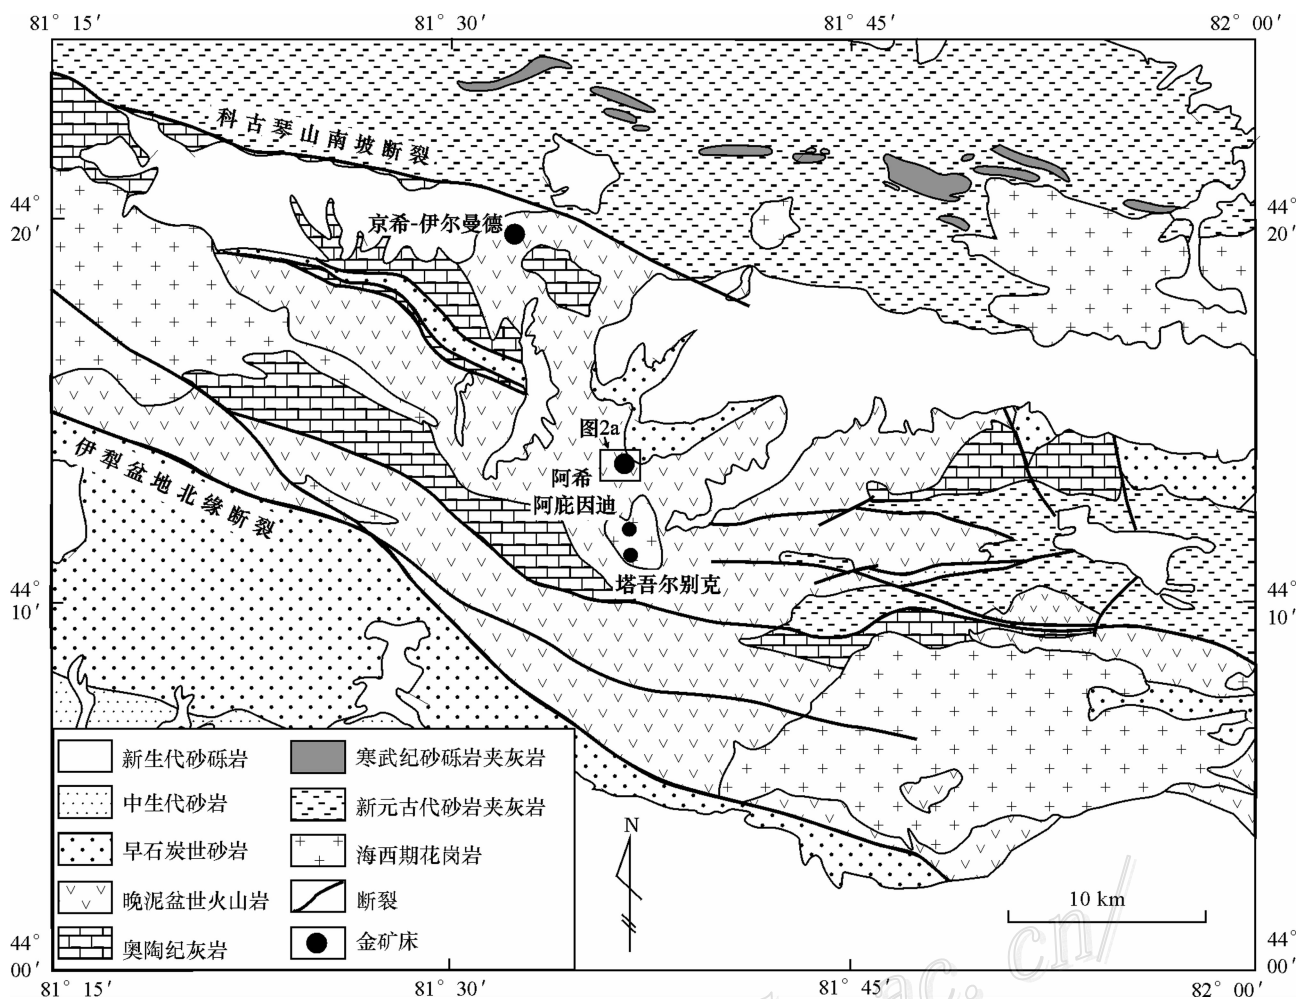 81° 15′
81° 30′
81° 45′
82° 00′
科古琴山南坡断裂
44°
20′
44°
20′
京希-伊尔曼德
图2a
阿希
阿庇因迪
伊犁盆地北缘断裂
塔吾尔别克
44°
10′
44°
10′
新生代砂砾岩
寒武纪砂砾岩夹灰岩
中生代砂岩
新元古代砂岩夹灰岩
早石炭世砂岩
海西期花岗岩
晚泥盆世火山岩
断裂
奥陶纪灰岩
金矿床
N
10 km
44°
00′
44°
00′
81° 15′
81° 30′
81° 45′
82° 00′
ac. cn/